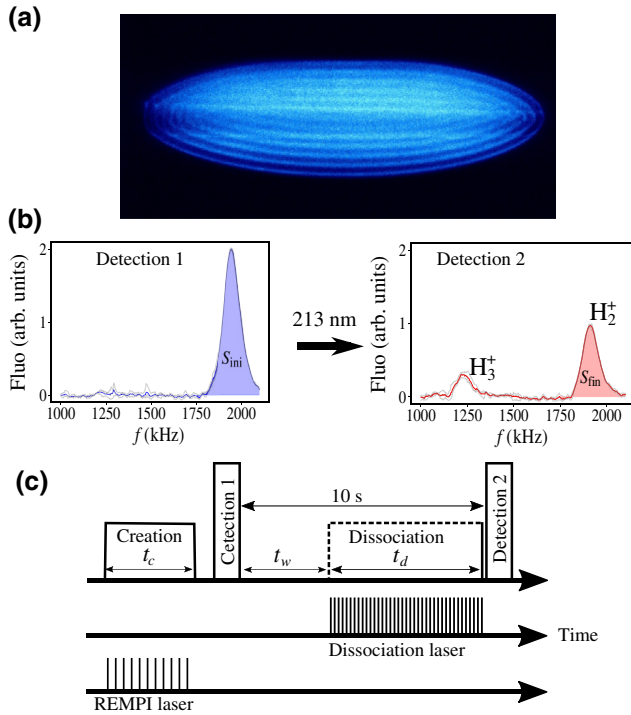 (a)
(b)
Detection 1
Fluo (arb. units)
2
1
0
S_ini
1000 1250 1500 1750 2000
f (kHz)
213 nm
Detection 2
Fluo (arb. units)
2
1
0
H_3^+
H_2^+
S_fin
1000 1250 1500 1750 2000
f (kHz)
(c)
Creation
t_c
Cetection 1
10 s
t_w
Dissociation
t_d
Detection 2
Time
Dissociation laser
REMPI laser